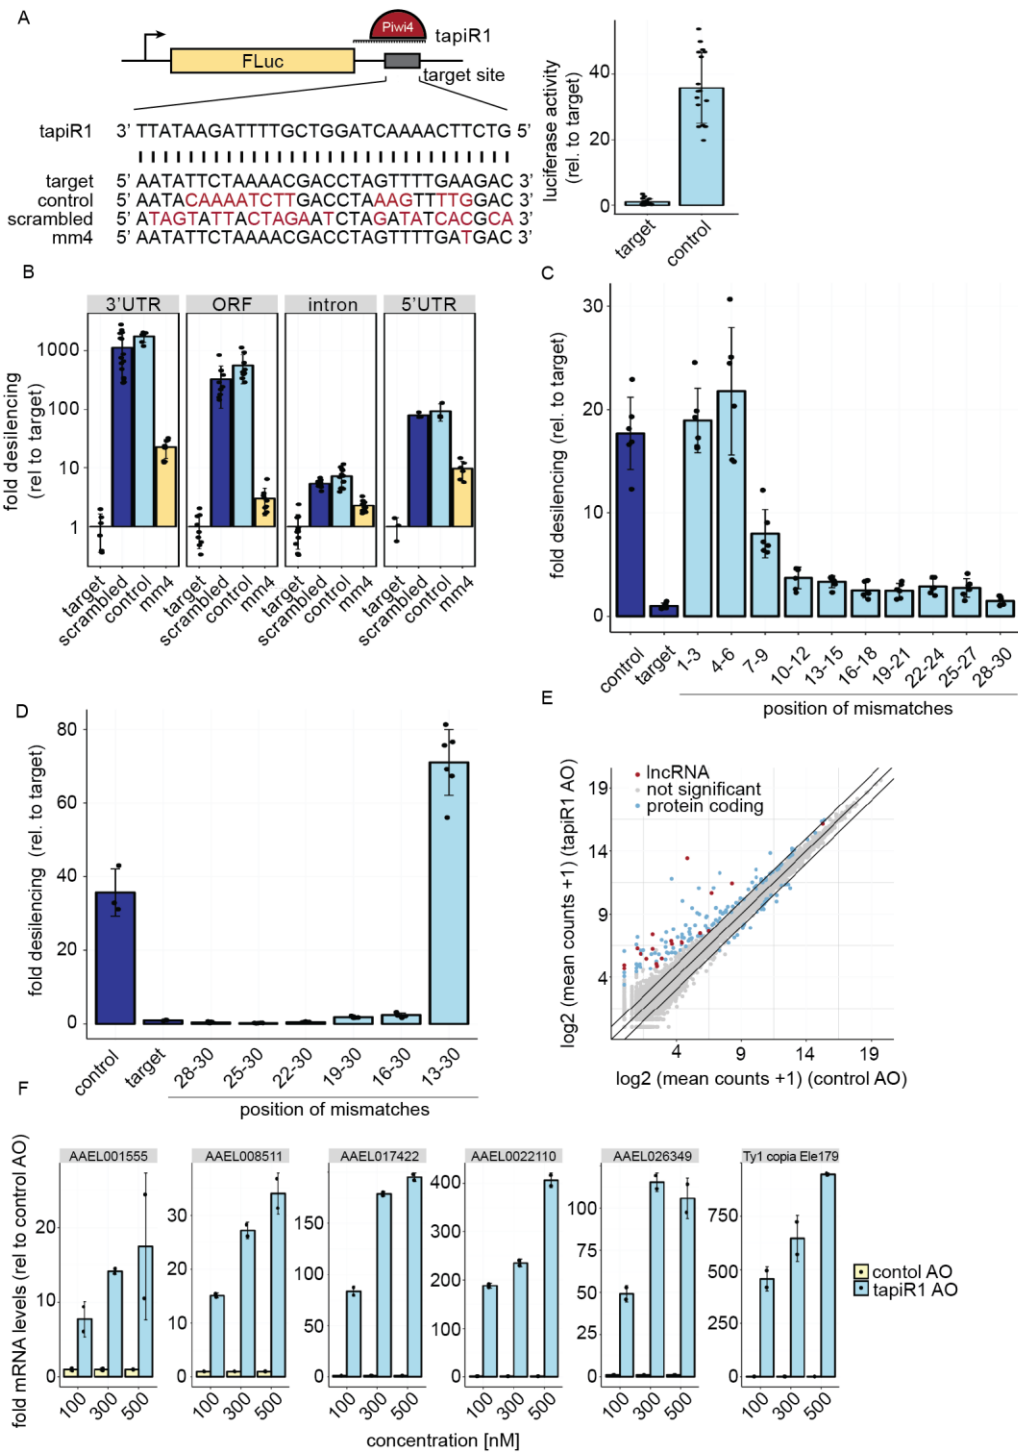 A
Piwi4
tapiR1
FLuc
target site
tapiR1 3’ TTATAAGATTTTGCTGGATCAAAACTTCTG 5’
target 5’ AATATTCTAAAACGACCTAGTTTTGAAGAC 3’
control 5’ AATACAAAATCTTGACCTAAAGTTTTGGAC 3’
scrambled 5’ ATAGTATTACTAGAATCTAGATATCACGCA 3’
mm4 5’ AATATTCTAAAACGACCTAGTTTTGATGAC 3’
luciferase activity
(rel. to target)
40
20
0
target
control
B
3’UTR
ORF
intron
5’UTR
fold desilencing
(rel to target)
1000
100
10
1
target
scrambled
control
mm4
target
scrambled
control
mm4
target
scrambled
control
mm4
target
scrambled
control
mm4
C
fold desilencing (rel. to target)
30
20
10
0
control
target
1-3
4-6
7-9
10-12
13-15
16-18
19-21
22-24
25-27
28-30
position of mismatches
D
fold desilencing (rel. to target)
80
60
40
20
0
control
target
28-30
25-30
22-30
19-30
16-30
13-30
position of mismatches
E
log2 (mean counts +1) (tapiR1 AO)
19
14
9
4
lncRNA
not significant
protein coding
4 9 14 19
log2 (mean counts +1) (control AO)
F
fold mRNA levels (rel to control AO)
AAEL001555
20
10
0
100 300 500
AAEL008511
30
20
10
0
100 300 500
AAEL017422
150
100
50
0
100 300 500
AAEL0022110
400
300
200
100
0
100 300 500
AAEL026349
100
75
50
25
0
100 300 500
Ty1 copia Ele179
750
500
250
0
100 300 500
contol AO
tapiR1 AO
concentration [nM]